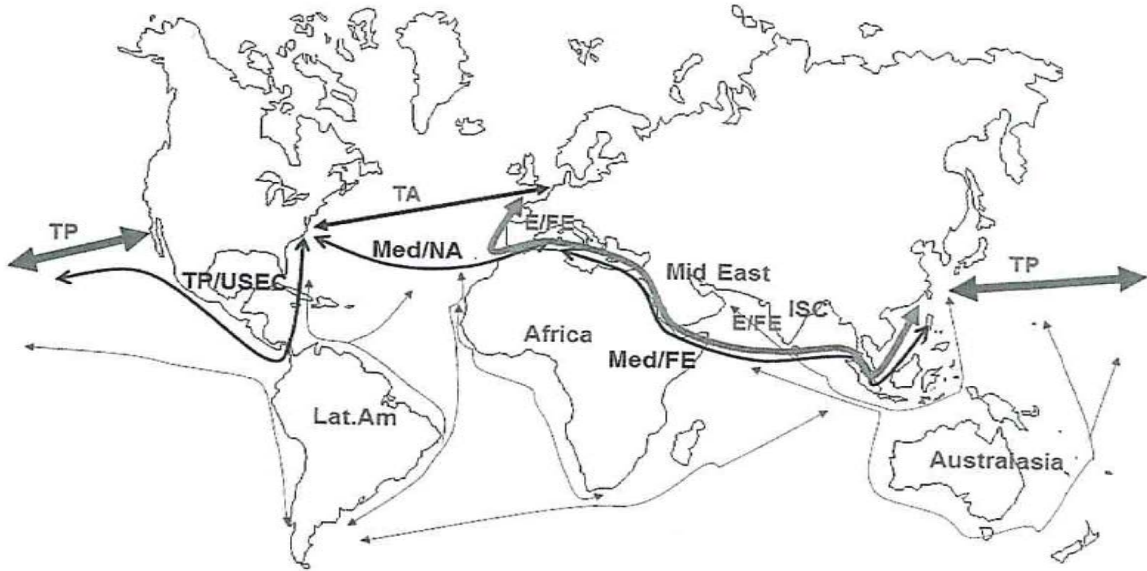 TA
TP
E/FE
Med/NA
Mid East
TP
TP/USEC
E/FE
ISC
Africa
Med/FE
Lat.Am
Australasia